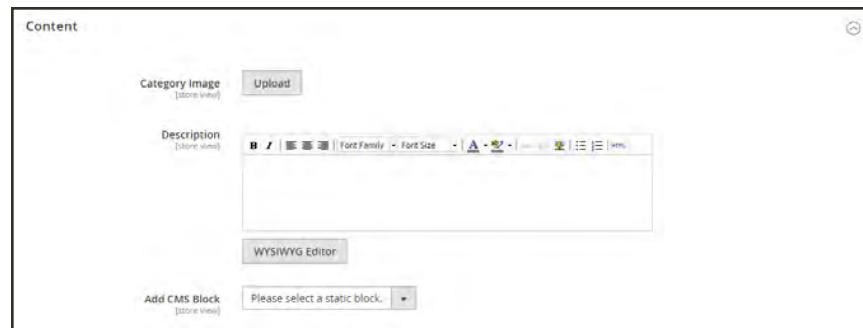 Content
Category Image
[store view]
Upload
Description
[store view]
B I Font Family Font Size A HTML
WYSIWYG Editor
Add CMS Block
[store view]
Please select a static block.